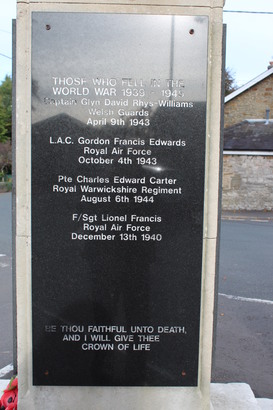 THOSE WHO FELL IN THE
WORLD WAR 1939 - 1945
Captain Glyn David Rhys-Williams
Welsh Guards
April 9th 1943
L.A.C. Gordon Francis Edwards
Royal Air Force
October 4th 1943
Pte Charles Edward Carter
Royal Warwickshire Regiment
August 6th 1944
F/Sgt Lionel Francis
Royal Air Force
December 13th 1940
BE THOU FAITHFUL UNTO DEATH,
AND I WILL GIVE THEE
CROWN OF LIFE